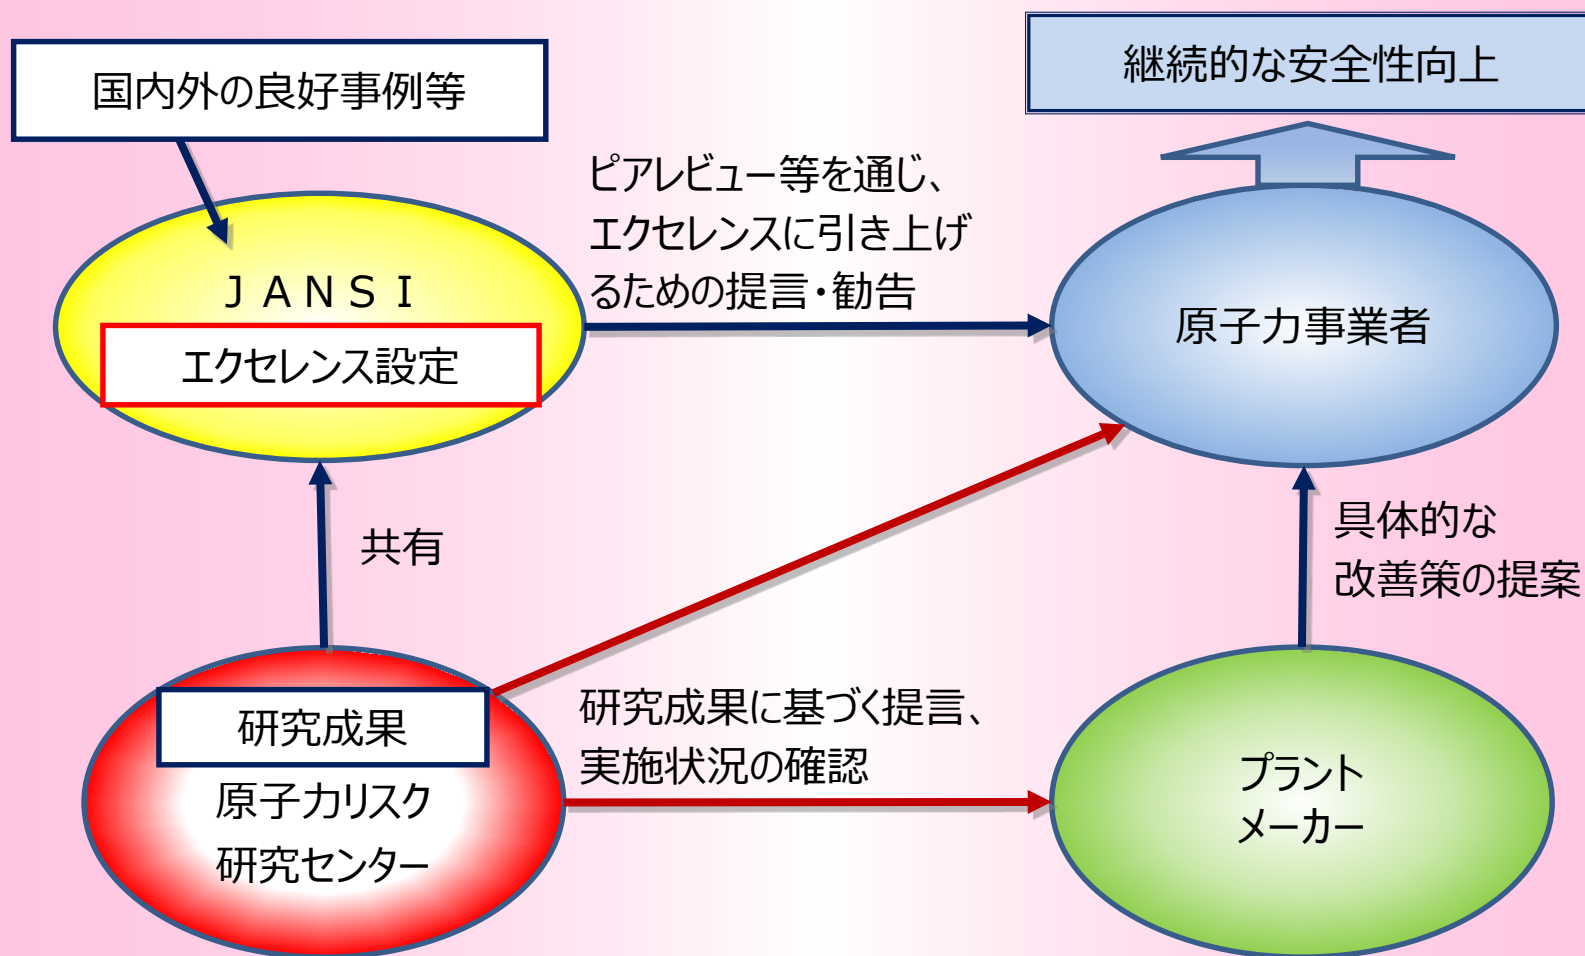 国内外の良好事例等
継続的な安全性向上
ピアレビュー等を通じ、
エクセレンスに引き上げ
るための提言・勧告
ＪＡＮＳＩ
エクセレンス設定
原子力事業者
共有
具体的な
改善策の提案
研究成果
原子力リスク
研究センター
研究成果に基づく提言、
実施状況の確認
プラント
メーカー